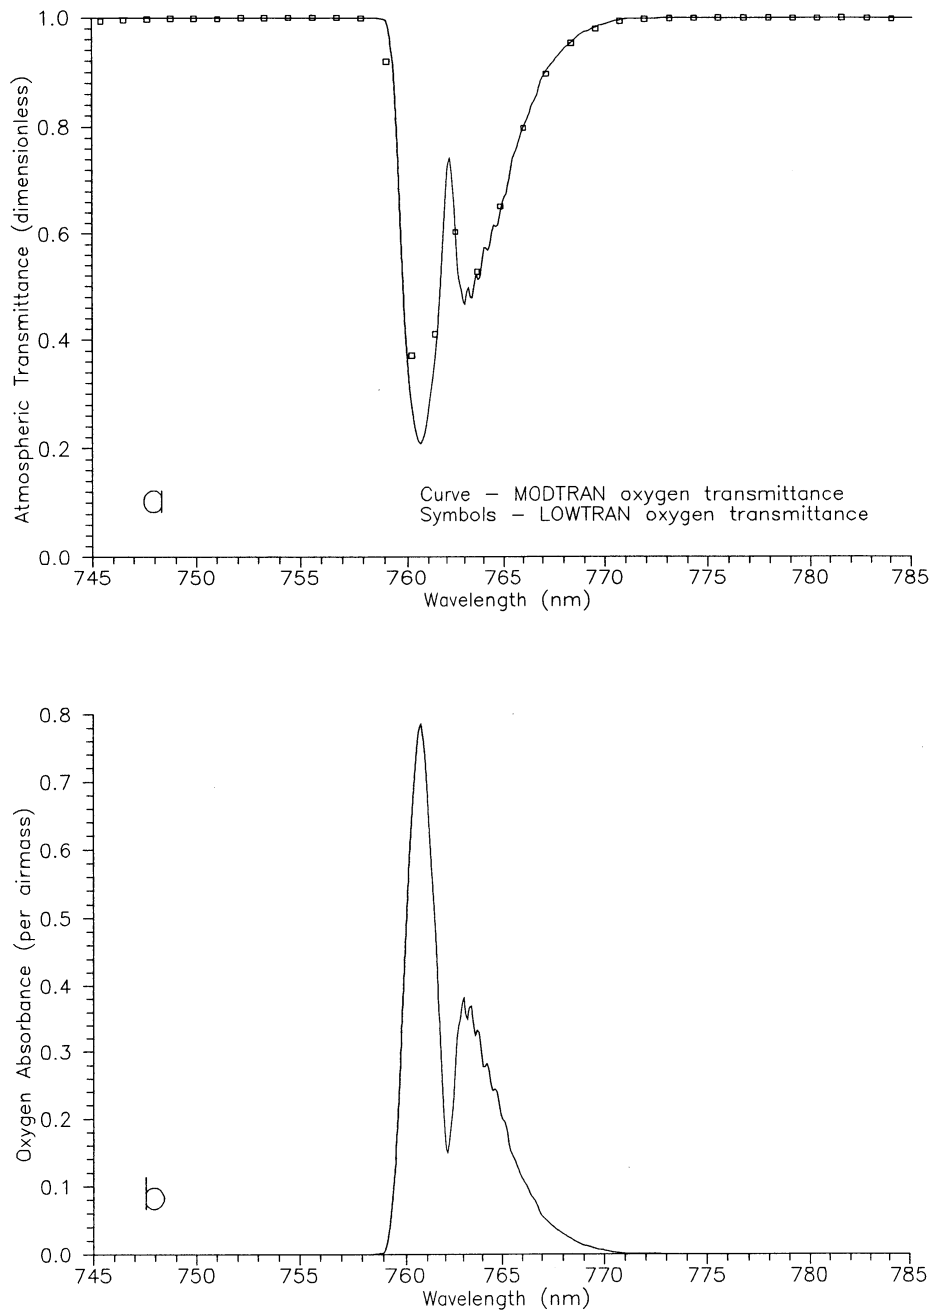 1.0
0.8
0.6
0.4
0.2
0.0
Atmospheric Transmittance (dimensionless)
a
Curve – MODTRAN oxygen transmittance
Symbols – LOWTRAN oxygen transmittance
745 750 755 760 765 770 775 780 785
Wavelength (nm)
0.8
0.7
0.6
0.5
0.4
0.3
0.2
0.1
0.0
Oxygen Absorbance (per airmass)
b
745 750 755 760 765 770 775 780 785
Wavelength (nm)